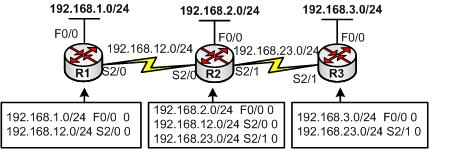 192.168.1.0/24
192.168.2.0/24
192.168.3.0/24
F0/0
F0/0
F0/0
192.168.12.0/24
192.168.23.0/24
R1
S2/0
S2/0
R2
S2/1
S2/1
R3
192.168.1.0/24 F0/0 0
192.168.12.0/24 S2/0 0
192.168.2.0/24 F0/0 0
192.168.12.0/24 S2/0 0
192.168.23.0/24 S2/1 0
192.168.3.0/24 F0/0 0
192.168.23.0/24 S2/1 0